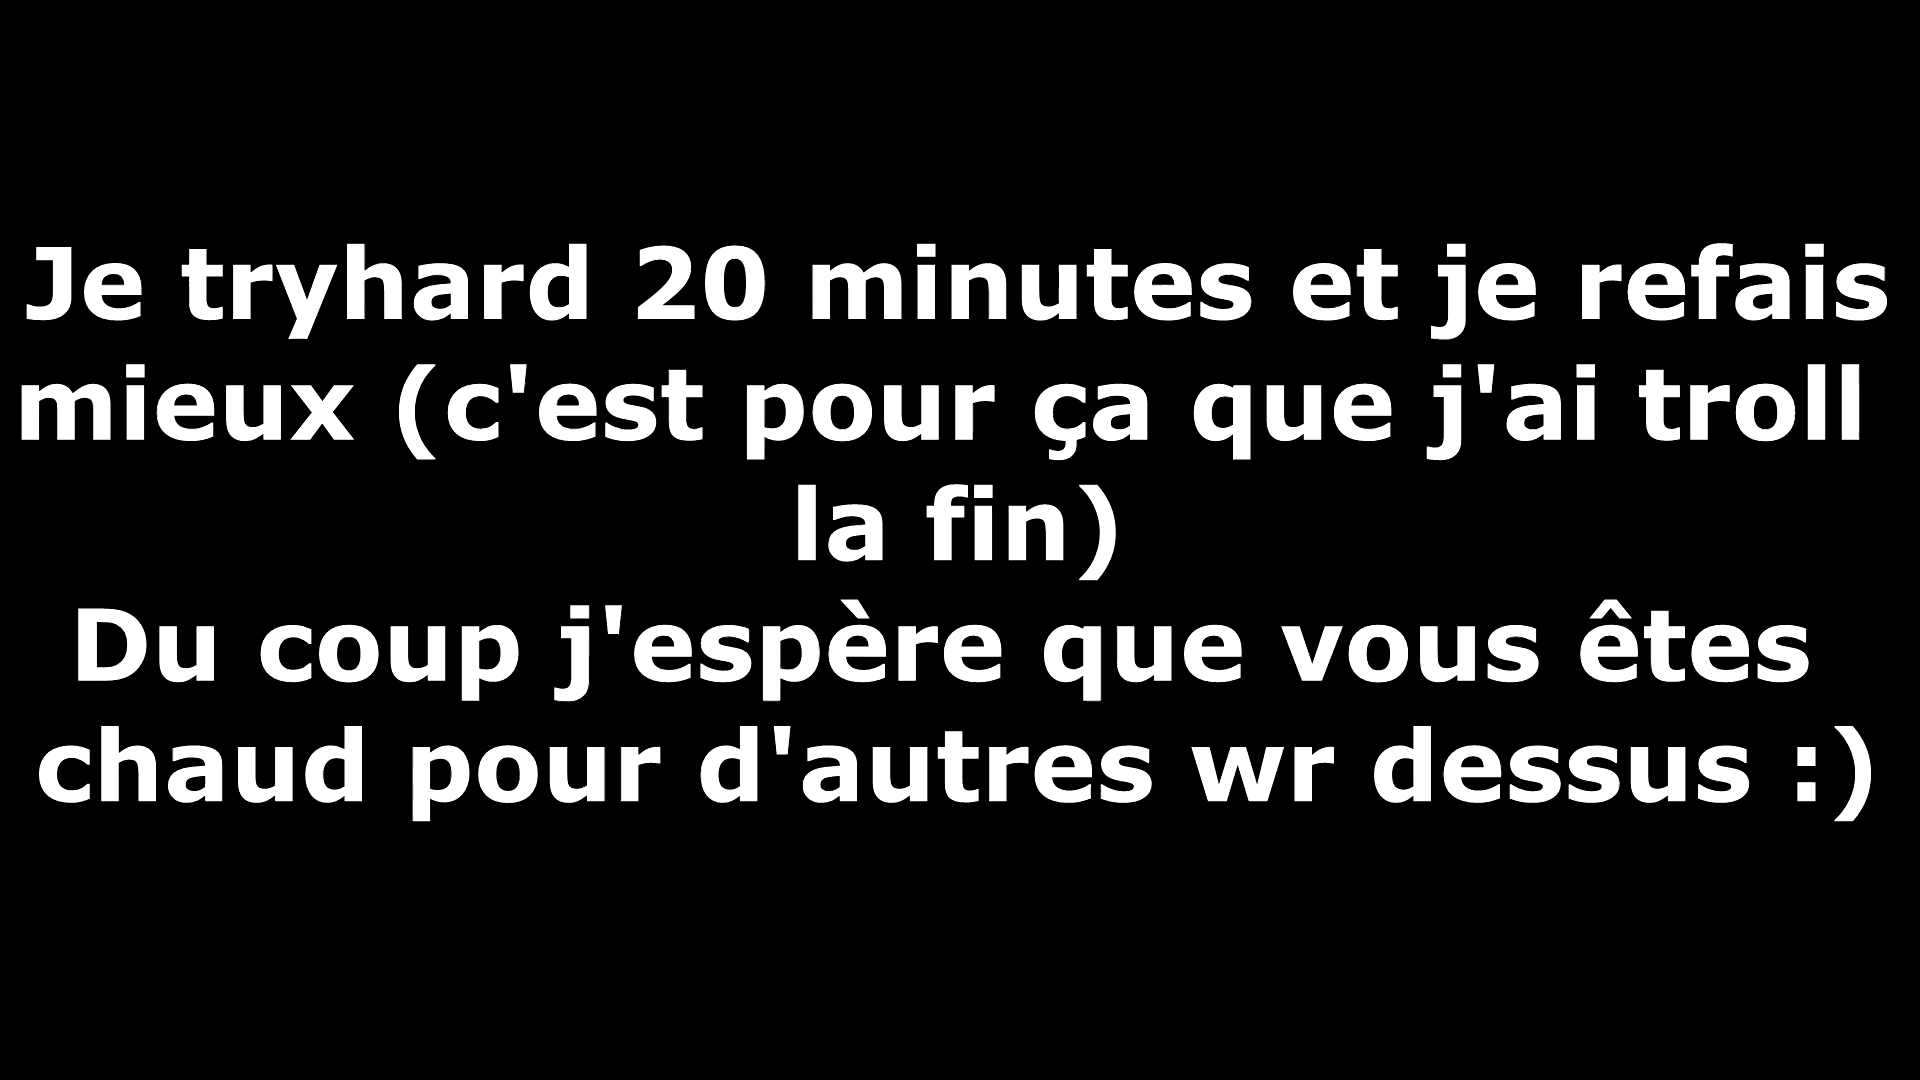 Je tryhard 20 minutes et je refais
mieux (c'est pour ça que j'ai troll
la fin)
Du coup j'espère que vous êtes
chaud pour d'autres wr dessus :)